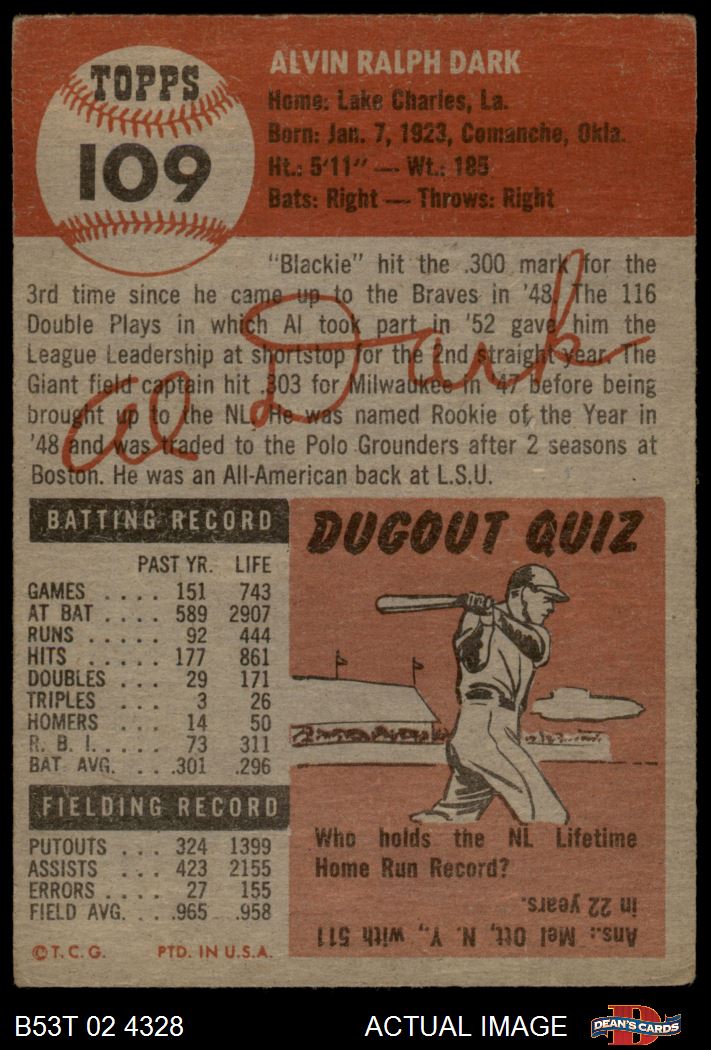 TOPPS
109
ALVIN RALPH DARK
Home: Lake Charles, La.
Born: Jan. 7, 1923, Comanche, Okla.
Ht.: 5'11" — Wt.: 185
Bats: Right — Throws: Right
"Blackie" hit the .300 mark for the
3rd time since he came up to the Braves in '48. The 116
Double Plays in which Al took part in '52 gave him the
League Leadership at shortstop for the 2nd straight year. The
Giant field captain hit .303 for Milwaukee in '47 before being
brought up to the NL. He was named Rookie of the Year in
'48 and was traded to the Polo Grounders after 2 seasons at
Boston. He was an All-American back at L.S.U.
Al Dark
BATTING RECORD
PAST YR. LIFE
GAMES .... 151 743
AT BAT .... 589 2907
RUNS ..... 92 444
HITS ..... 177 861
DOUBLES ... 29 171
TRIPLES ... 3 26
HOMERS ... 14 50
R. B. I..... 73 311
BAT AVG. ... .301 .296
FIELDING RECORD
PUTOUTS ... 324 1399
ASSISTS ... 423 2155
ERRORS .... 27 155
FIELD AVG. .. .965 .958
© T. C. G. PTD. IN U.S.A.
DUGOUT QUIZ
Who holds the NL Lifetime
Home Run Record?
Ans.: Mel Ott, N. Y., with 511
in 22 years.
B53T 02 4328
ACTUAL IMAGE
D
DEAN'S CARDS